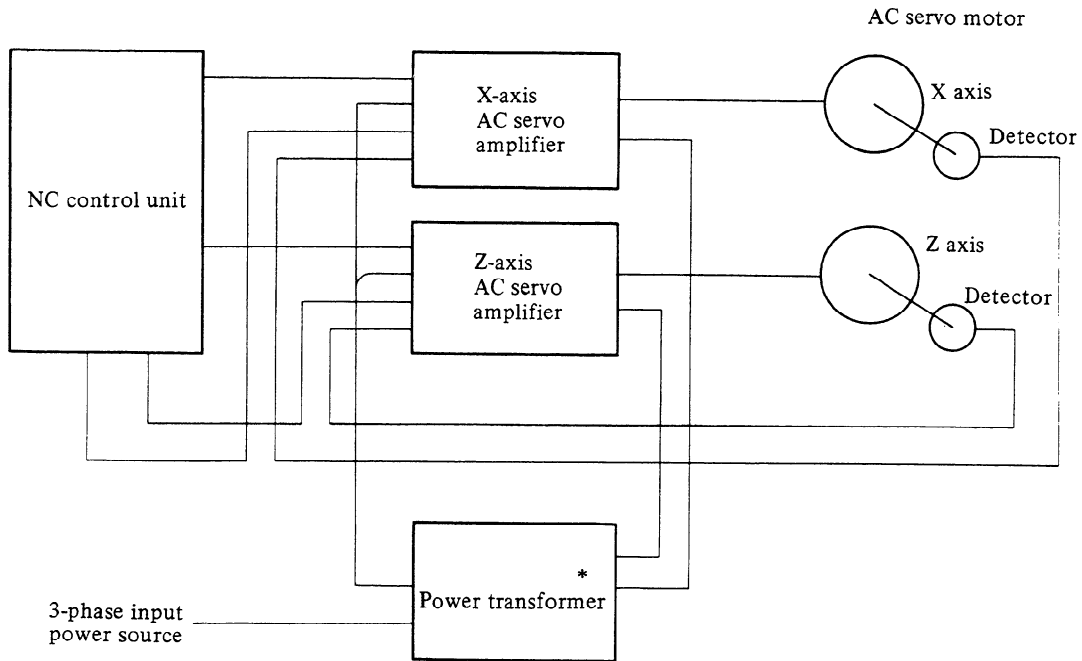 AC servo motor
X-axis
AC servo
amplifier
X axis
Detector
NC control unit
Z-axis
AC servo
amplifier
Z axis
Detector
*
Power transformer
3-phase input
power source